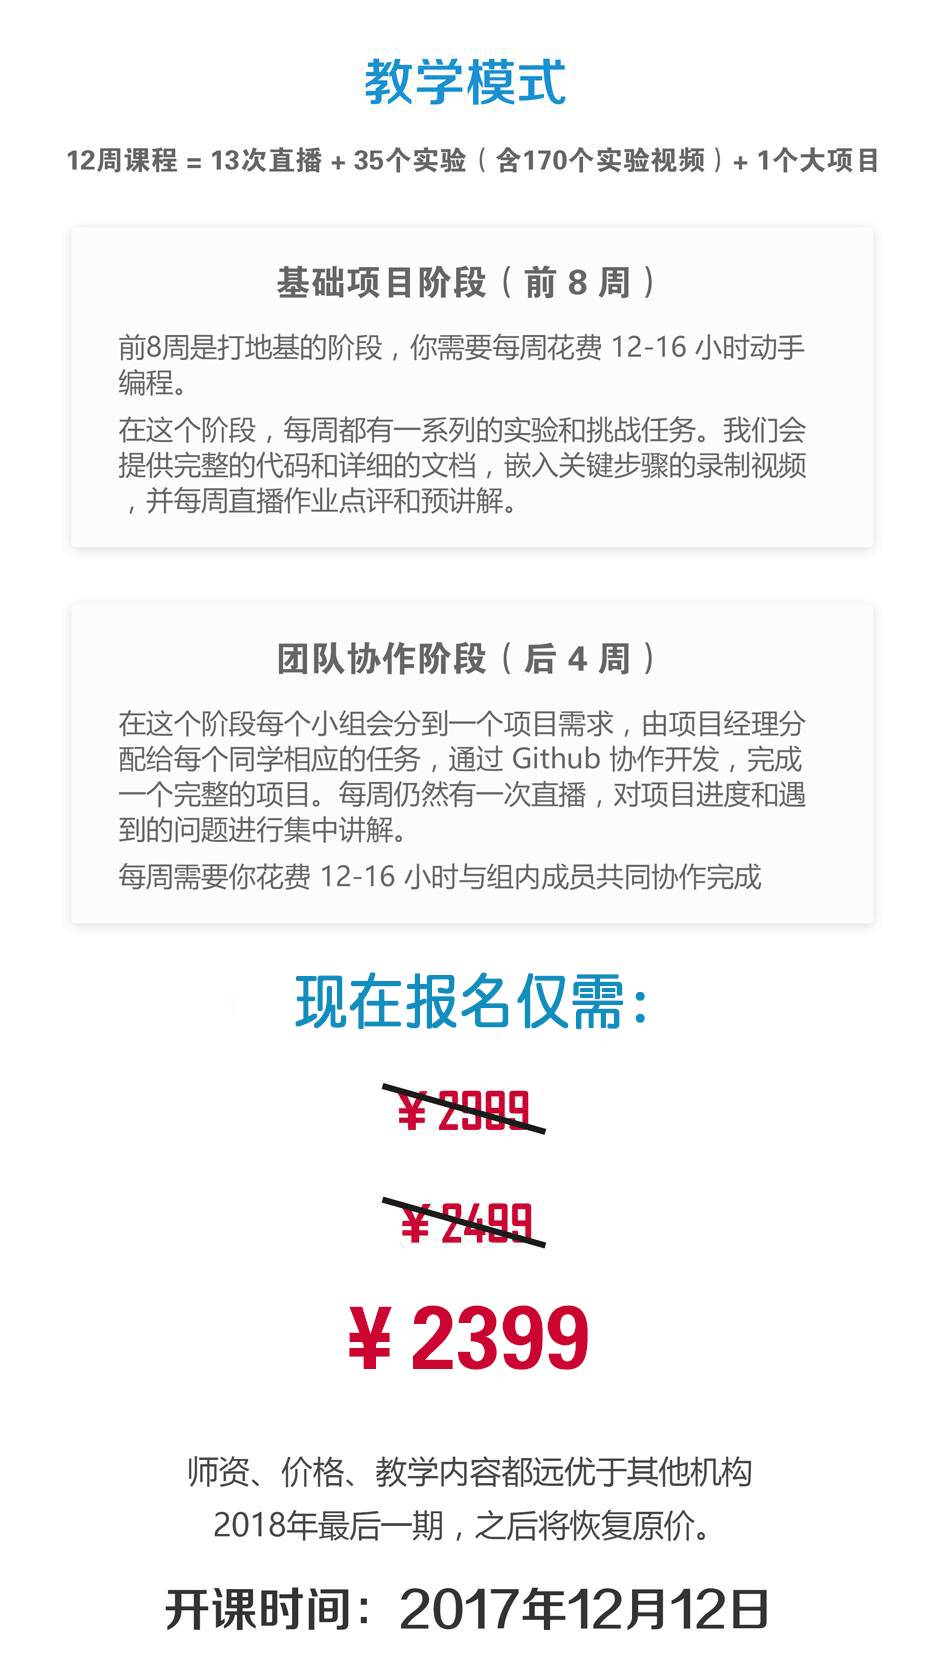 教学模式
12周课程 = 13次直播 + 35个实验（含170个实验视频）+ 1个大项目
基础项目阶段（前 8 周）
前8周是打地基的阶段，你需要每周花费 12-16 小时动手
编程。
在这个阶段，每周都有一系列的实验和挑战任务。我们会
提供完整的代码和详细的文档，嵌入关键步骤的录制视频
，并每周直播作业点评和预讲解。
团队协作阶段（后 4 周）
在这个阶段每个小组会分到一个项目需求，由项目经理分
配给每个同学相应的任务，通过 Github 协作开发，完成
一个完整的项目。每周仍然有一次直播，对项目进度和遇
到的问题进行集中讲解。
每周需要你花费 12-16 小时与组内成员共同协作完成
现在报名仅需：
¥ 2989
¥ 2499
¥ 2399
师资、价格、教学内容都远优于其他机构
2018年最后一期，之后将恢复原价。
开课时间：2017年12月12日